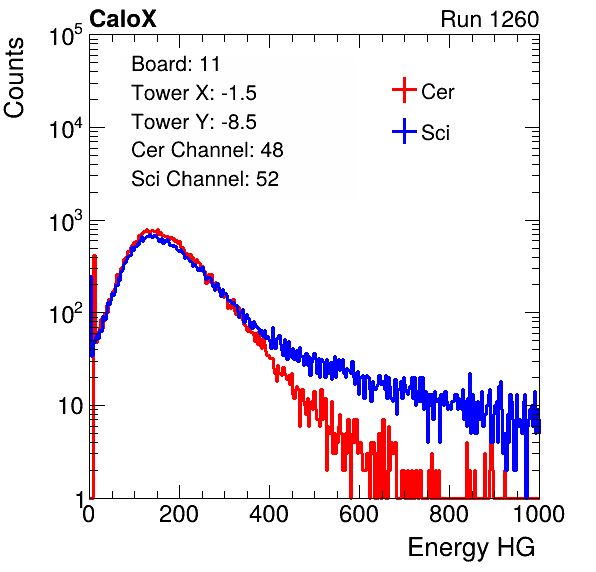 CaloX Run 1260
Counts
Board: 11
Tower X: -1.5
Tower Y: -8.5
Cer Channel: 48
Sci Channel: 52
Cer
Sci
10^5
10^4
10^3
10^2
10
1
0 200 400 600 800 1000
Energy HG